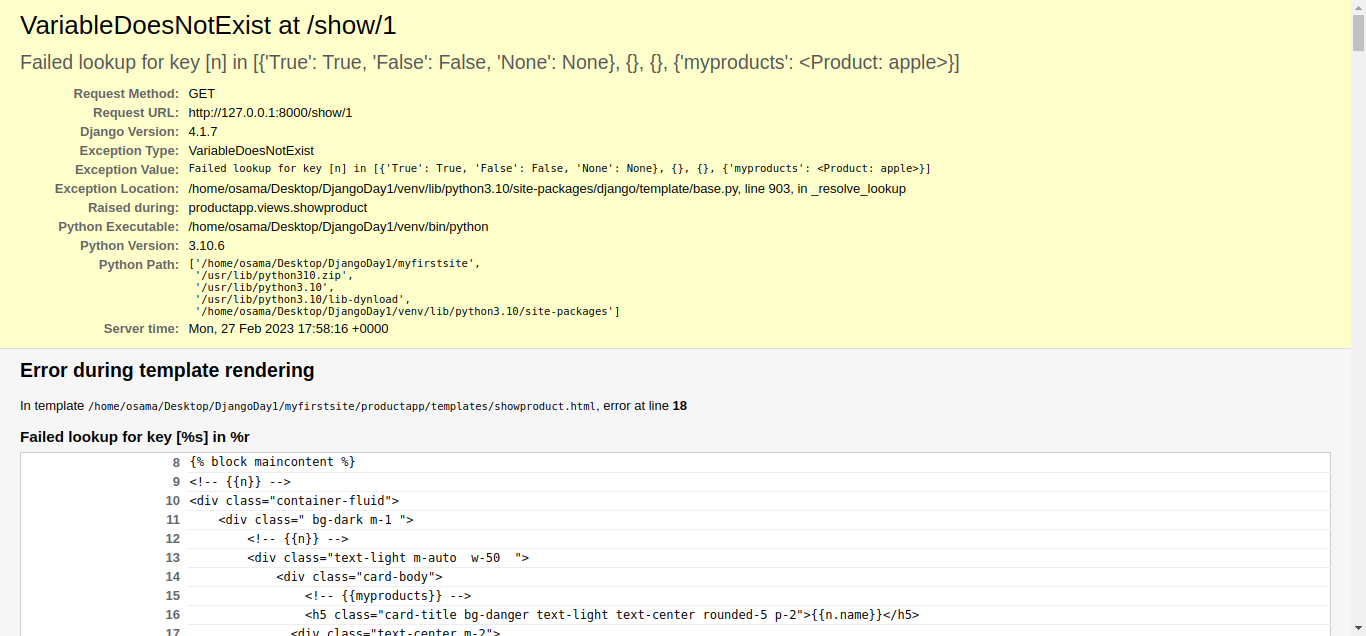 VariableDoesNotExist at /show/1
Failed lookup for key [n] in [{'True': True, 'False': False, 'None': None}, {}, {}, {'myproducts': <Product: apple>}]
Request Method: GET
Request URL: http://127.0.0.1:8000/show/1
Django Version: 4.1.7
Exception Type: VariableDoesNotExist
Exception Value: Failed lookup for key [n] in [{'True': True, 'False': False, 'None': None}, {}, {}, {'myproducts': <Product: apple>}]
Exception Location: /home/osama/Desktop/DjangoDay1/venv/lib/python3.10/site-packages/django/template/base.py, line 903, in _resolve_lookup
Raised during: productapp.views.showproduct
Python Executable: /home/osama/Desktop/DjangoDay1/venv/bin/python
Python Version: 3.10.6
Python Path: ['/home/osama/Desktop/DjangoDay1/myfirstsite',
'/usr/lib/python310.zip',
'/usr/lib/python3.10',
'/usr/lib/python3.10/lib-dynload',
'/home/osama/Desktop/DjangoDay1/venv/lib/python3.10/site-packages']
Server time: Mon, 27 Feb 2023 17:58:16 +0000
Error during template rendering
In template /home/osama/Desktop/DjangoDay1/myfirstsite/productapp/templates/showproduct.html, error at line 18
Failed lookup for key [%s] in %r
8 {% block maincontent %}
9 <!-- {{n}} -->
10 <div class="container-fluid">
11     <div class=" bg-dark m-1 ">
12         <!-- {{n}} -->
13         <div class="text-light m-auto  w-50  ">
14             <div class="card-body">
15                 <!-- {{myproducts}} -->
16                 <h5 class="card-title bg-danger text-light text-center rounded-5 p-2">{{n.name}}</h5>
17               <div class="text-center m-2">